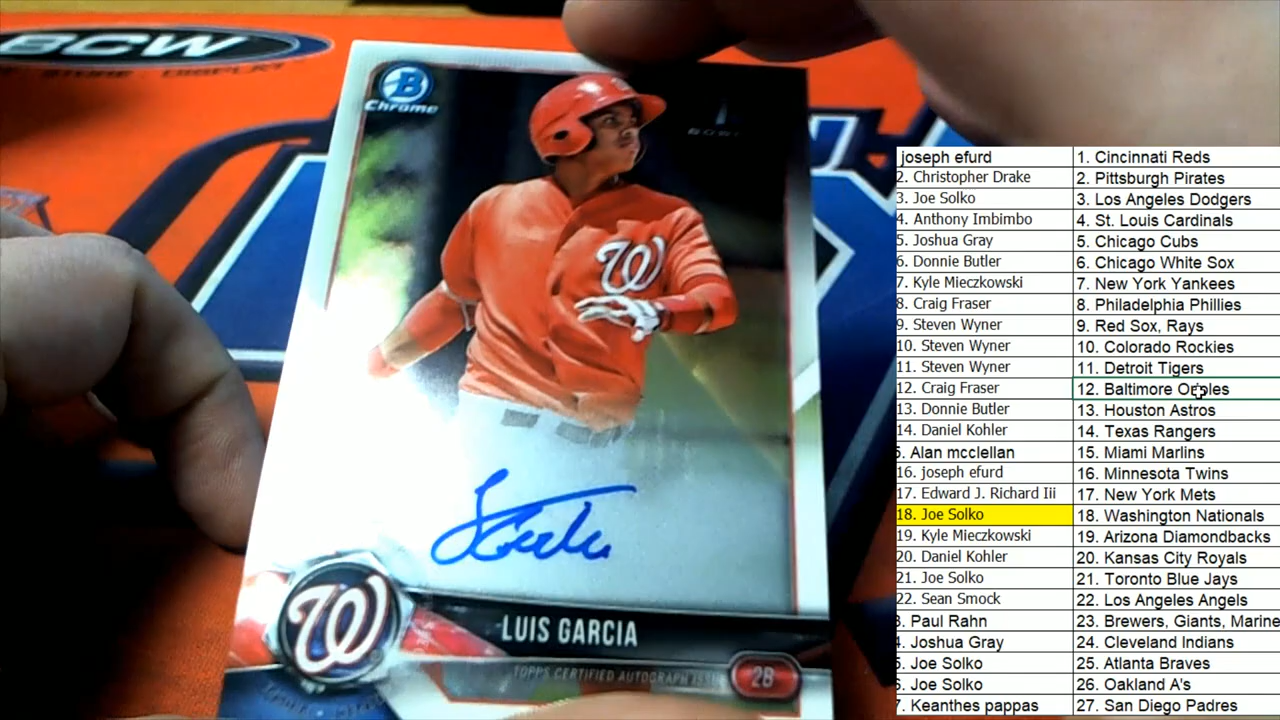 BCW
B
Chrome
W
LUIS GARCIA
TOPPS CERTIFIED AUTOGRAPH ISSUE
2B
W
joseph efurd 1. Cincinnati Reds
2. Christopher Drake 2. Pittsburgh Pirates
3. Joe Solko 3. Los Angeles Dodgers
4. Anthony Imbimbo 4. St. Louis Cardinals
5. Joshua Gray 5. Chicago Cubs
6. Donnie Butler 6. Chicago White Sox
7. Kyle Mieczkowski 7. New York Yankees
8. Craig Fraser 8. Philadelphia Phillies
9. Steven Wyner 9. Red Sox, Rays
10. Steven Wyner 10. Colorado Rockies
11. Steven Wyner 11. Detroit Tigers
12. Craig Fraser 12. Baltimore Orioles
13. Donnie Butler 13. Houston Astros
14. Daniel Kohler 14. Texas Rangers
5. Alan mcclellan 15. Miami Marlins
16. joseph efurd 16. Minnesota Twins
17. Edward J. Richard Iii 17. New York Mets
18. Joe Solko 18. Washington Nationals
19. Kyle Mieczkowski 19. Arizona Diamondbacks
20. Daniel Kohler 20. Kansas City Royals
21. Joe Solko 21. Toronto Blue Jays
22. Sean Smock 22. Los Angeles Angels
3. Paul Rahn 23. Brewers, Giants, Marine
4. Joshua Gray 24. Cleveland Indians
5. Joe Solko 25. Atlanta Braves
6. Joe Solko 26. Oakland A's
7. Keanthes pappas 27. San Diego Padres